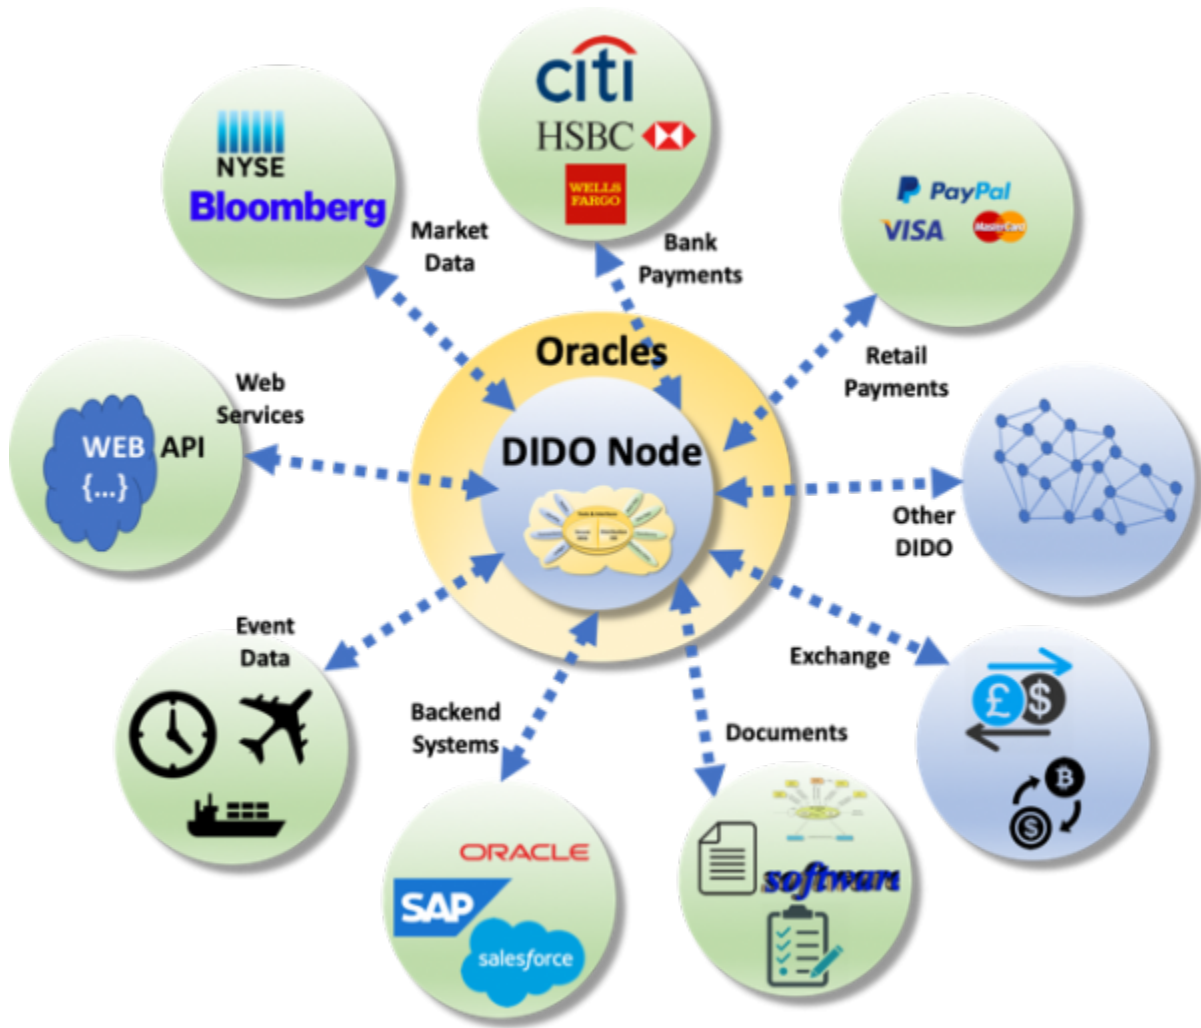 citi
HSBC
WELLS
FARGO
NYSE
Bloomberg
PayPal
VISA
MasterCard
Market
Data
Bank
Payments
Retail
Payments
Oracles
DIDO Node
Web
Services
WEB API
{...}
Other
DIDO
Event
Data
Exchange
£ $
Backend
Systems
Documents
ORACLE
SAP
salesforce
software